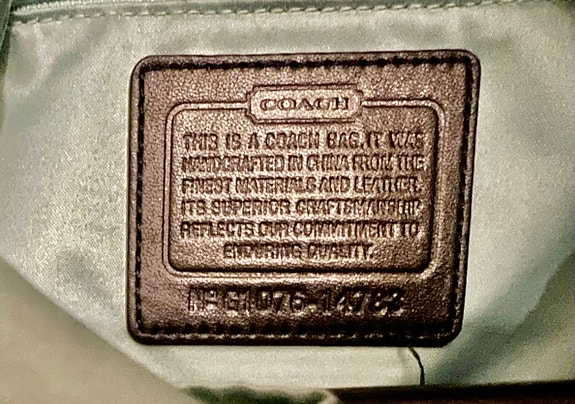 COACH
THIS IS A COACH BAG. IT WAS
HANDCRAFTED IN CHINA FROM THE
FINEST MATERIALS AND LEATHER.
ITS SUPERIOR CRAFTSMANSHIP
REFLECTS OUR COMMITMENT TO
ENDURING QUALITY.
Nº G1076-14783